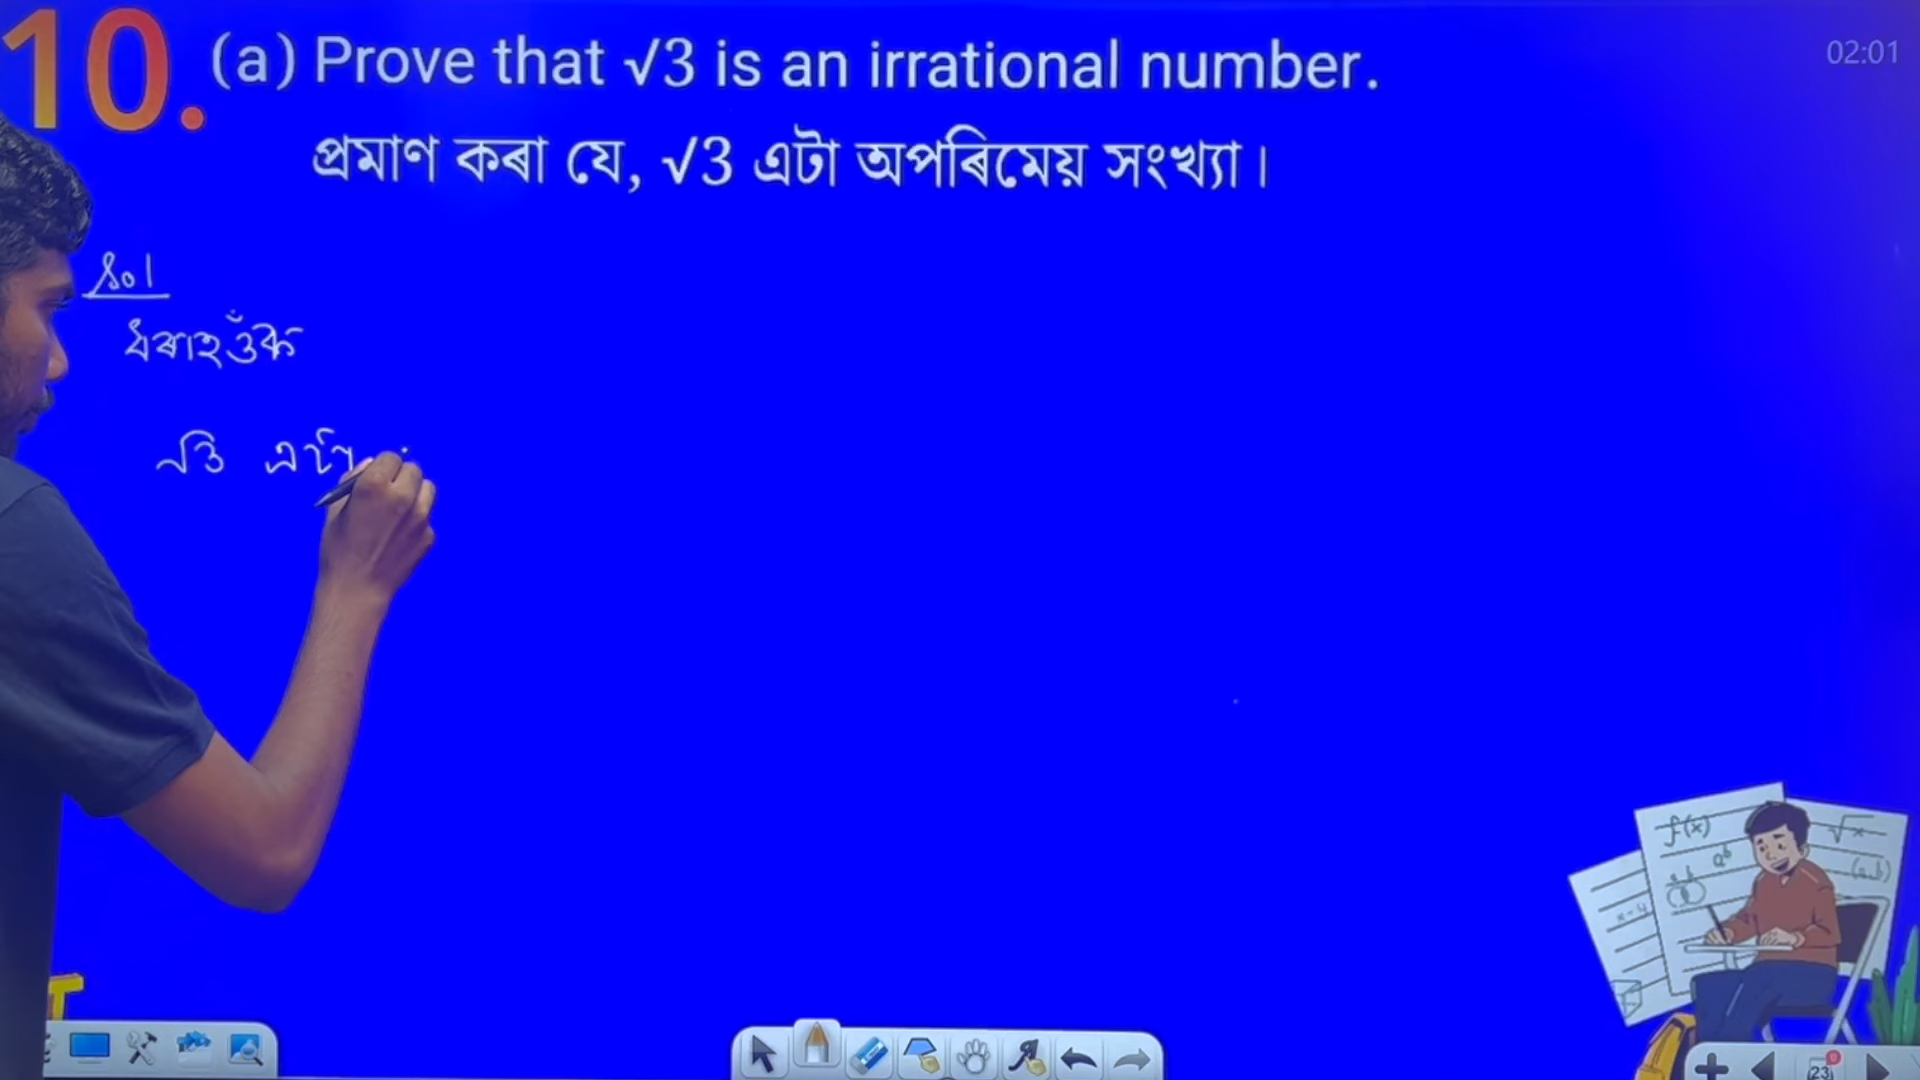 10. (a) Prove that √3 is an irrational number.
02:01
প্ৰমাণ কৰা যে, √3 এটা অপৰিমেয় সংখ্যা।
Sol
ধৰাহওঁক
√3 এটা
f(x)
√x
a^b
(a,b)
T
23